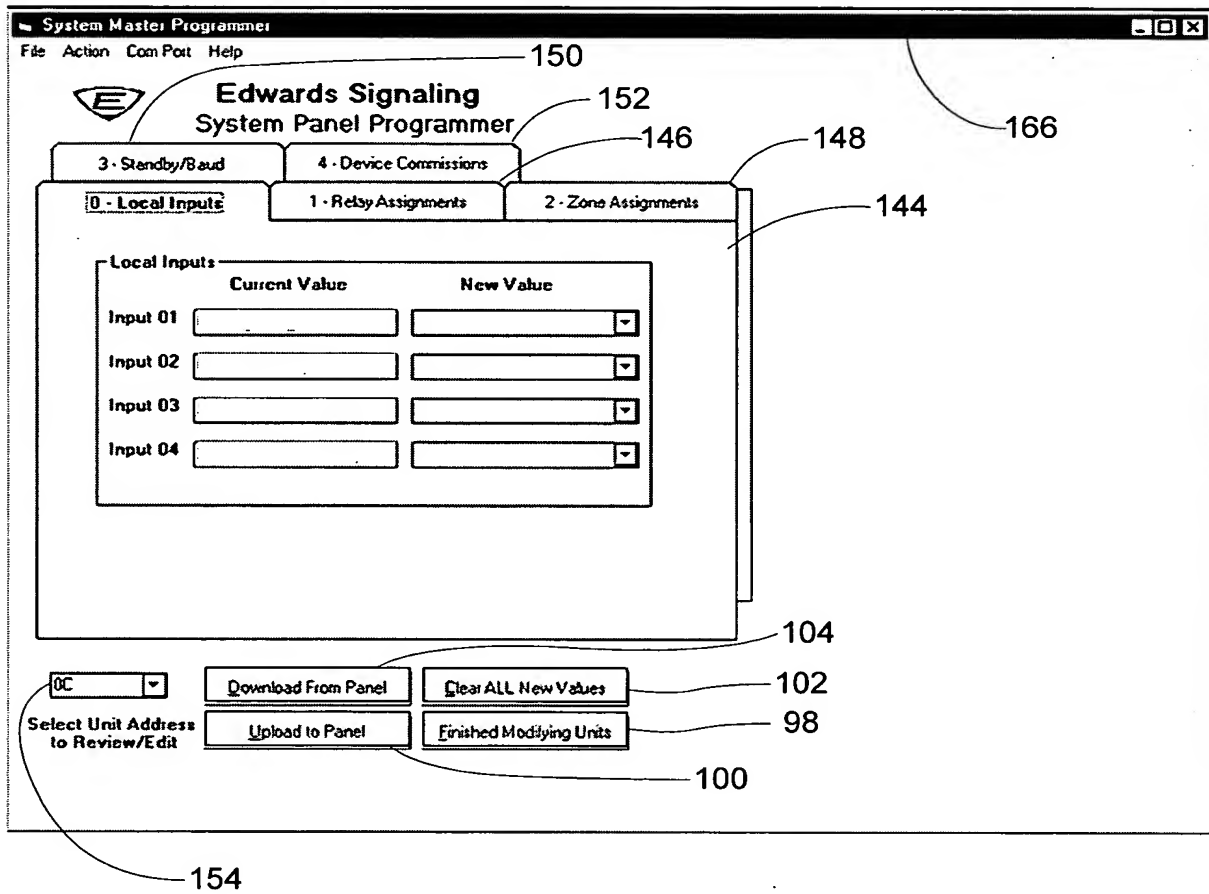 System Master Programmer
File Action Com Port Help
150
E
Edwards Signaling
152
System Panel Programmer
166
146
148
3 - Standby/Baud
4 - Device Commissions
0 - Local Inputs
1 - Relay Assignments
2 - Zone Assignments
144
Local Inputs
Current Value New Value
Input 01
Input 02
Input 03
Input 04
104
0C
Download From Panel
Clear ALL New Values
102
Select Unit Address
to Review/Edit
Upload to Panel
Finished Modifying Units
98
100
154